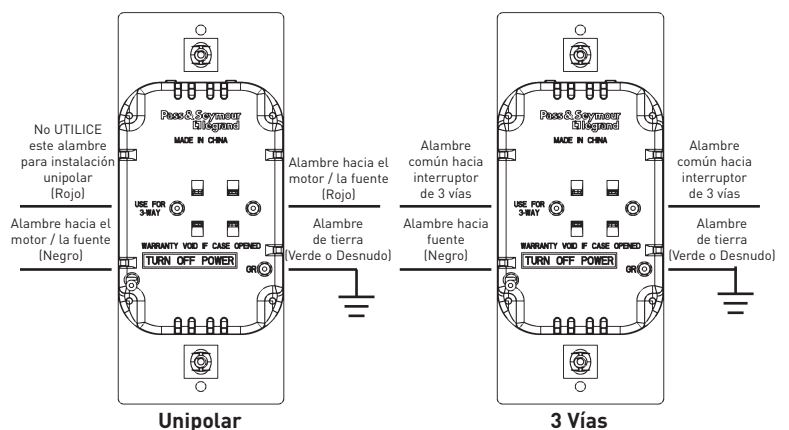 No UTILICE
este alambre
para instalación
unipolar
(Rojo)
Alambre hacia el
motor / la fuente
(Negro)
Pass & Seymour
legrand
MADE IN CHINA
USE FOR
3-WAY
WARRANTY VOID IF CASE OPENED
TURN OFF POWER
GR
Alambre hacia el
motor / la fuente
(Rojo)
Alambre
de tierra
(Verde o Desnudo)
Unipolar
Alambre
común hacia
interruptor
de 3 vías
Alambre hacia
fuente
(Negro)
Pass & Seymour
legrand
MADE IN CHINA
USE FOR
3-WAY
WARRANTY VOID IF CASE OPENED
TURN OFF POWER
GR
Alambre
común hacia
interruptor
de 3 vías
Alambre
de tierra
(Verde o Desnudo)
3 Vías